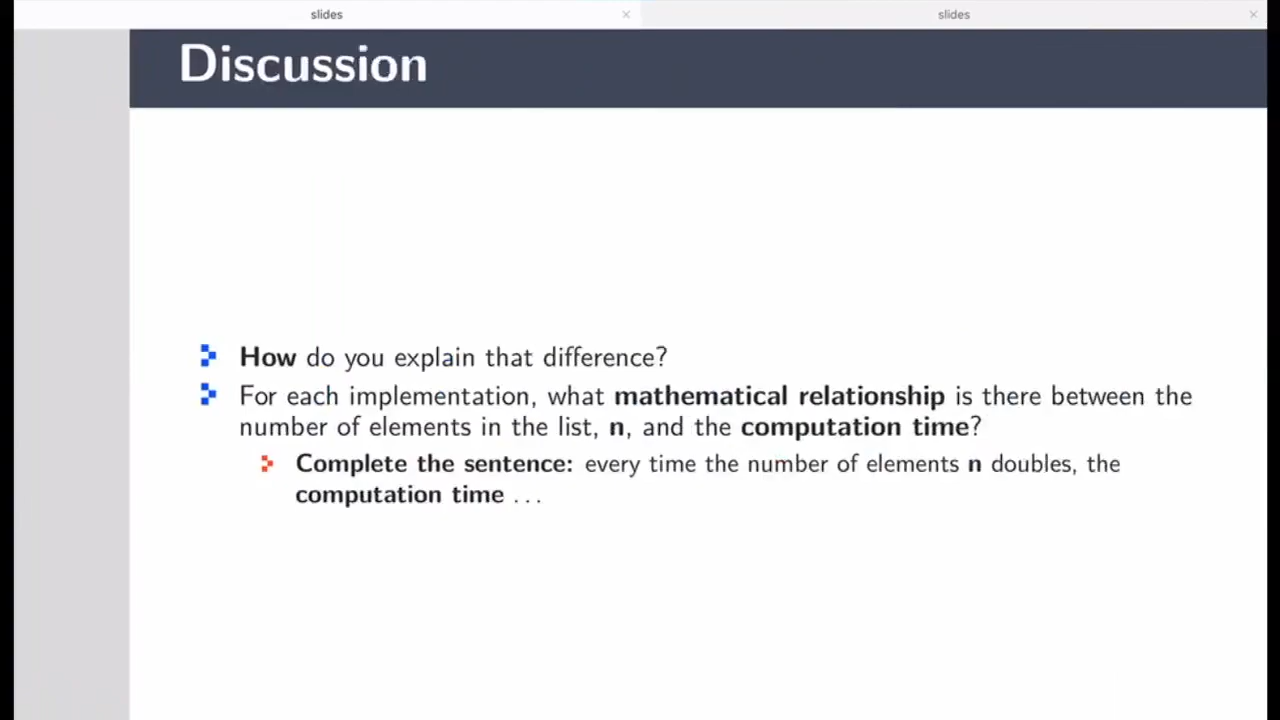 slides
slides
Discussion
How do you explain that difference?
For each implementation, what mathematical relationship is there between the
number of elements in the list, n, and the computation time?
Complete the sentence: every time the number of elements n doubles, the
computation time ...